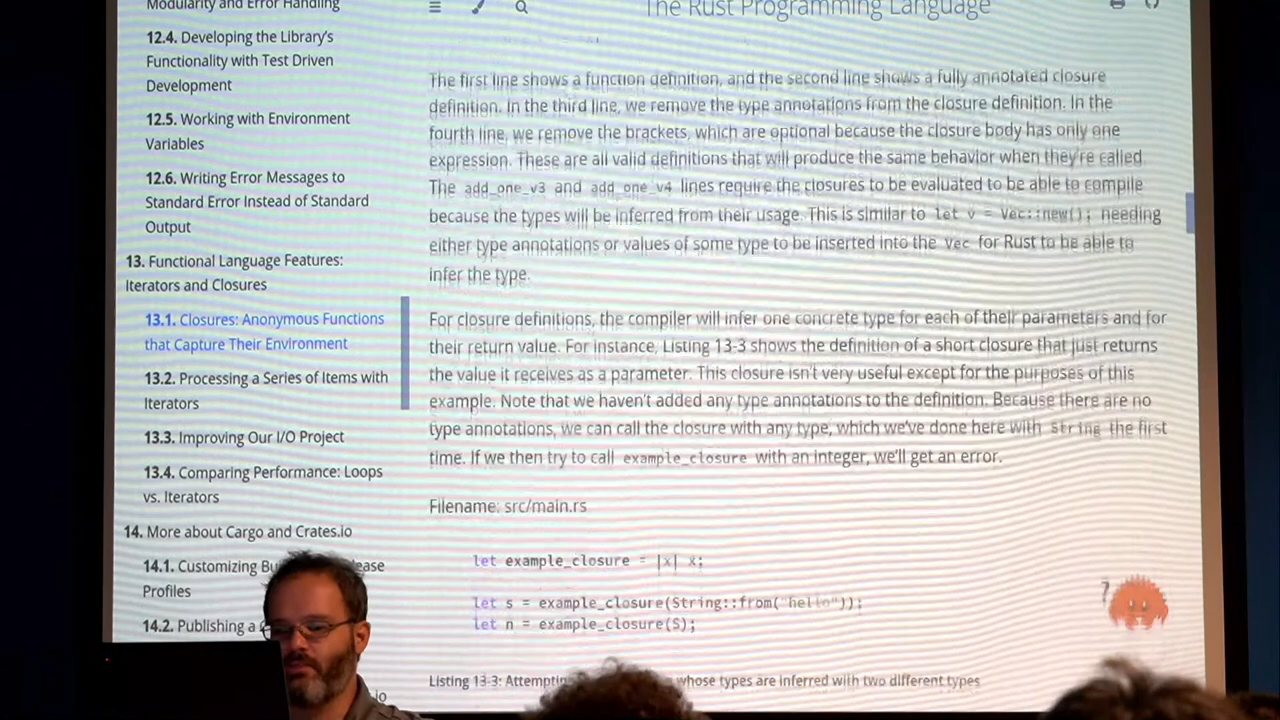 Modularity and Error Handling
12.4. Developing the Library's
Functionality with Test Driven
Development
12.5. Working with Environment
Variables
12.6. Writing Error Messages to
Standard Error Instead of Standard
Output
13. Functional Language Features:
Iterators and Closures
13.1. Closures: Anonymous Functions
that Capture Their Environment
13.2. Processing a Series of Items with
Iterators
13.3. Improving Our I/O Project
13.4. Comparing Performance: Loops
vs. Iterators
14. More about Cargo and Crates.io
14.1. Customizing Bu ease
Profiles
14.2. Publishing a
.io
The Rust Programming Language
The first line shows a function definition, and the second line shows a fully annotated closure
definition. In the third line, we remove the type annotations from the closure definition. In the
fourth line, we remove the brackets, which are optional because the closure body has only one
expression. These are all valid definitions that will produce the same behavior when they're called.
The add_one_v3 and add_one_v4 lines require the closures to be evaluated to be able to compile
because the types will be inferred from their usage. This is similar to let v = Vec::new(); needing
either type annotations or values of some type to be inserted into the Vec for Rust to be able to
infer the type.
For closure definitions, the compiler will infer one concrete type for each of their parameters and for
their return value. For instance, Listing 13-3 shows the definition of a short closure that just returns
the value it receives as a parameter. This closure isn't very useful except for the purposes of this
example. Note that we haven't added any type annotations to the definition. Because there are no
type annotations, we can call the closure with any type, which we've done here with String the first
time. If we then try to call example_closure with an integer, we'll get an error.
Filename: src/main.rs
let example_closure = |x| x;
let s = example_closure(String::from("hello"));
let n = example_closure(5);
?
Listing 13-3: Attemptin whose types are inferred with two different types